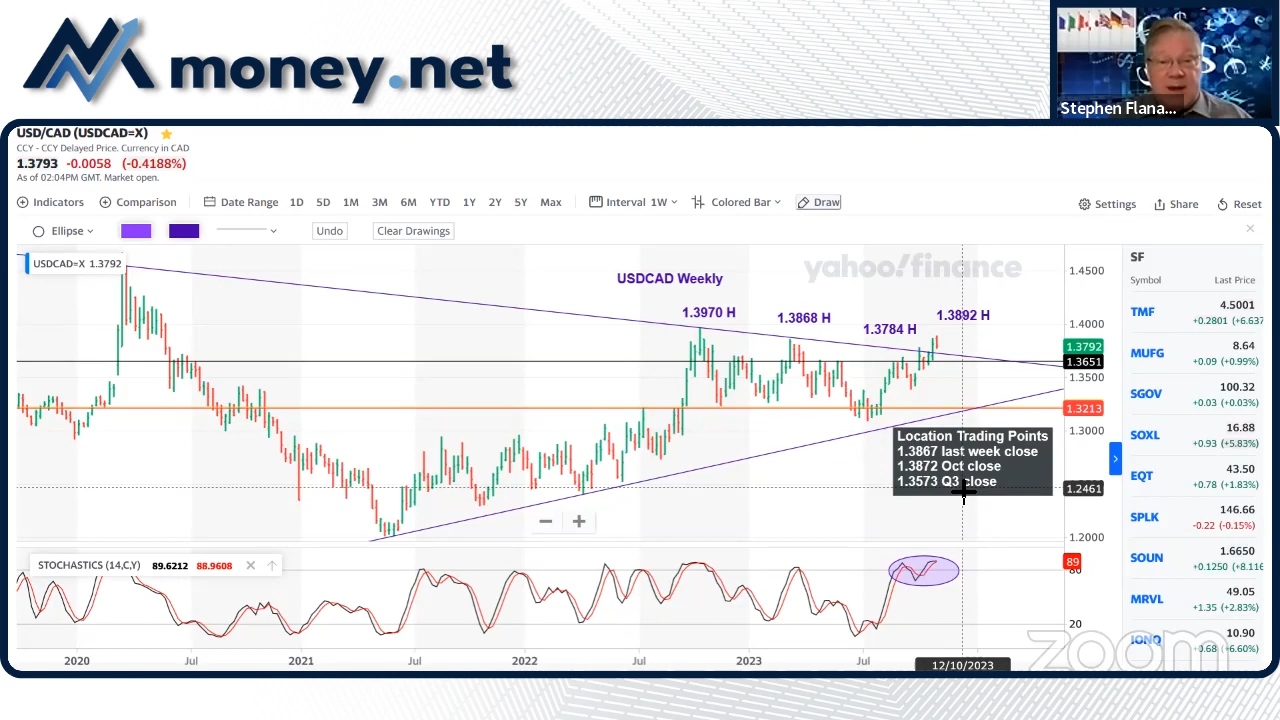 money.net
Stephen Flana...
USD/CAD (USDCAD=X)
CCY - CCY Delayed Price. Currency in CAD
1.3793 -0.0058 (-0.4188%)
As of 02:04PM GMT. Market open.
Indicators Comparison Date Range 1D 5D 1M 3M 6M YTD 1Y 2Y 5Y Max Interval 1W Colored Bar Draw Settings Share Reset
Ellipse Undo Clear Drawings
USDCAD=X 1.3792
yahoo!finance
USDCAD Weekly
1.3970 H
1.3868 H
1.3784 H
1.3892 H
1.4500
1.4000
1.3792
1.3651
1.3500
1.3213
1.3000
1.2461
1.2000
Location Trading Points
1.3867 last week close
1.3872 Oct close
1.3573 Q3 close
STOCHASTICS (14,C,Y) 89.6212 88.9608
89
80
20
2020 Jul 2021 Jul 2022 Jul 2023 Jul 12/10/2023
SF
Symbol Last Price
TMF 4.5001
+0.2801 (+6.637
MUFG 8.64
+0.09 (+0.99%)
SGOV 100.32
+0.03 (+0.03%)
SOXL 16.88
+0.93 (+5.83%)
EQT 43.50
+0.78 (+1.83%)
SPLK 146.66
-0.22 (-0.15%)
SOUN 1.6650
+0.1250 (+8.116
MRVL 49.05
+1.35 (+2.83%)
IONQ 10.90
+0.68 (+6.60%)
zoom